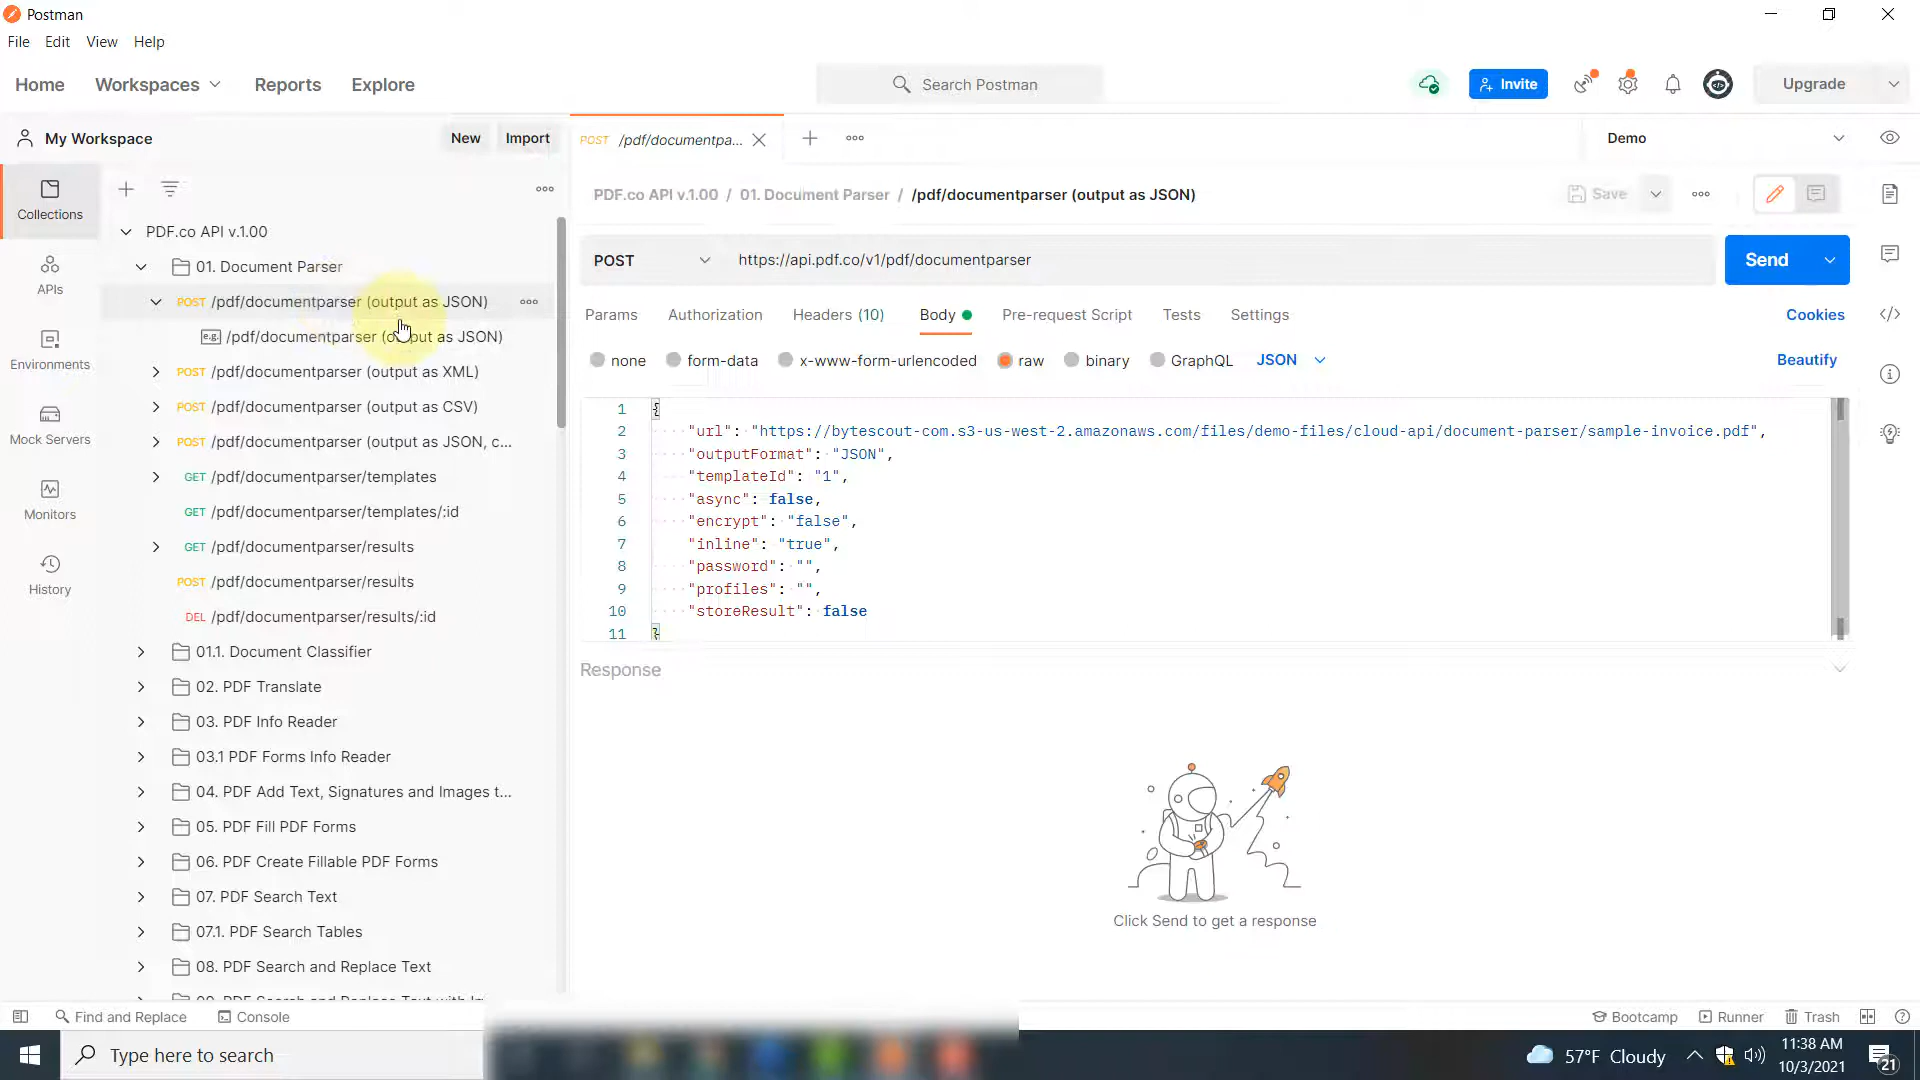 Postman
File Edit View Help
Home Workspaces Reports Explore Search Postman Invite Upgrade
My Workspace New Import POST /pdf/documentpa... Demo
PDF.co API v.1.00 / 01. Document Parser / /pdf/documentparser (output as JSON) Save
Collections
APIs
Environments
Mock Servers
Monitors
History
PDF.co API v.1.00
01. Document Parser
POST /pdf/documentparser (output as JSON)
e.g. /pdf/documentparser (output as JSON)
POST /pdf/documentparser (output as XML)
POST /pdf/documentparser (output as CSV)
POST /pdf/documentparser (output as JSON, c...
GET /pdf/documentparser/templates
GET /pdf/documentparser/templates/:id
GET /pdf/documentparser/results
POST /pdf/documentparser/results
DEL /pdf/documentparser/results/:id
01.1. Document Classifier
02. PDF Translate
03. PDF Info Reader
03.1 PDF Forms Info Reader
04. PDF Add Text, Signatures and Images t...
05. PDF Fill PDF Forms
06. PDF Create Fillable PDF Forms
07. PDF Search Text
07.1. PDF Search Tables
08. PDF Search and Replace Text
POST https://api.pdf.co/v1/pdf/documentparser Send
Params Authorization Headers (10) Body Pre-request Script Tests Settings Cookies
none form-data x-www-form-urlencoded raw binary GraphQL JSON Beautify
1 {
2 "url": "https://bytescout-com.s3-us-west-2.amazonaws.com/files/demo-files/cloud-api/document-parser/sample-invoice.pdf",
3 "outputFormat": "JSON",
4 "templateId": "1",
5 "async": false,
6 "encrypt": "false",
7 "inline": "true",
8 "password": "",
9 "profiles": "",
10 "storeResult": false
11 }
Response
Click Send to get a response
Find and Replace Console Bootcamp Runner Trash
Type here to search 57°F Cloudy 11:38 AM
10/3/2021 21